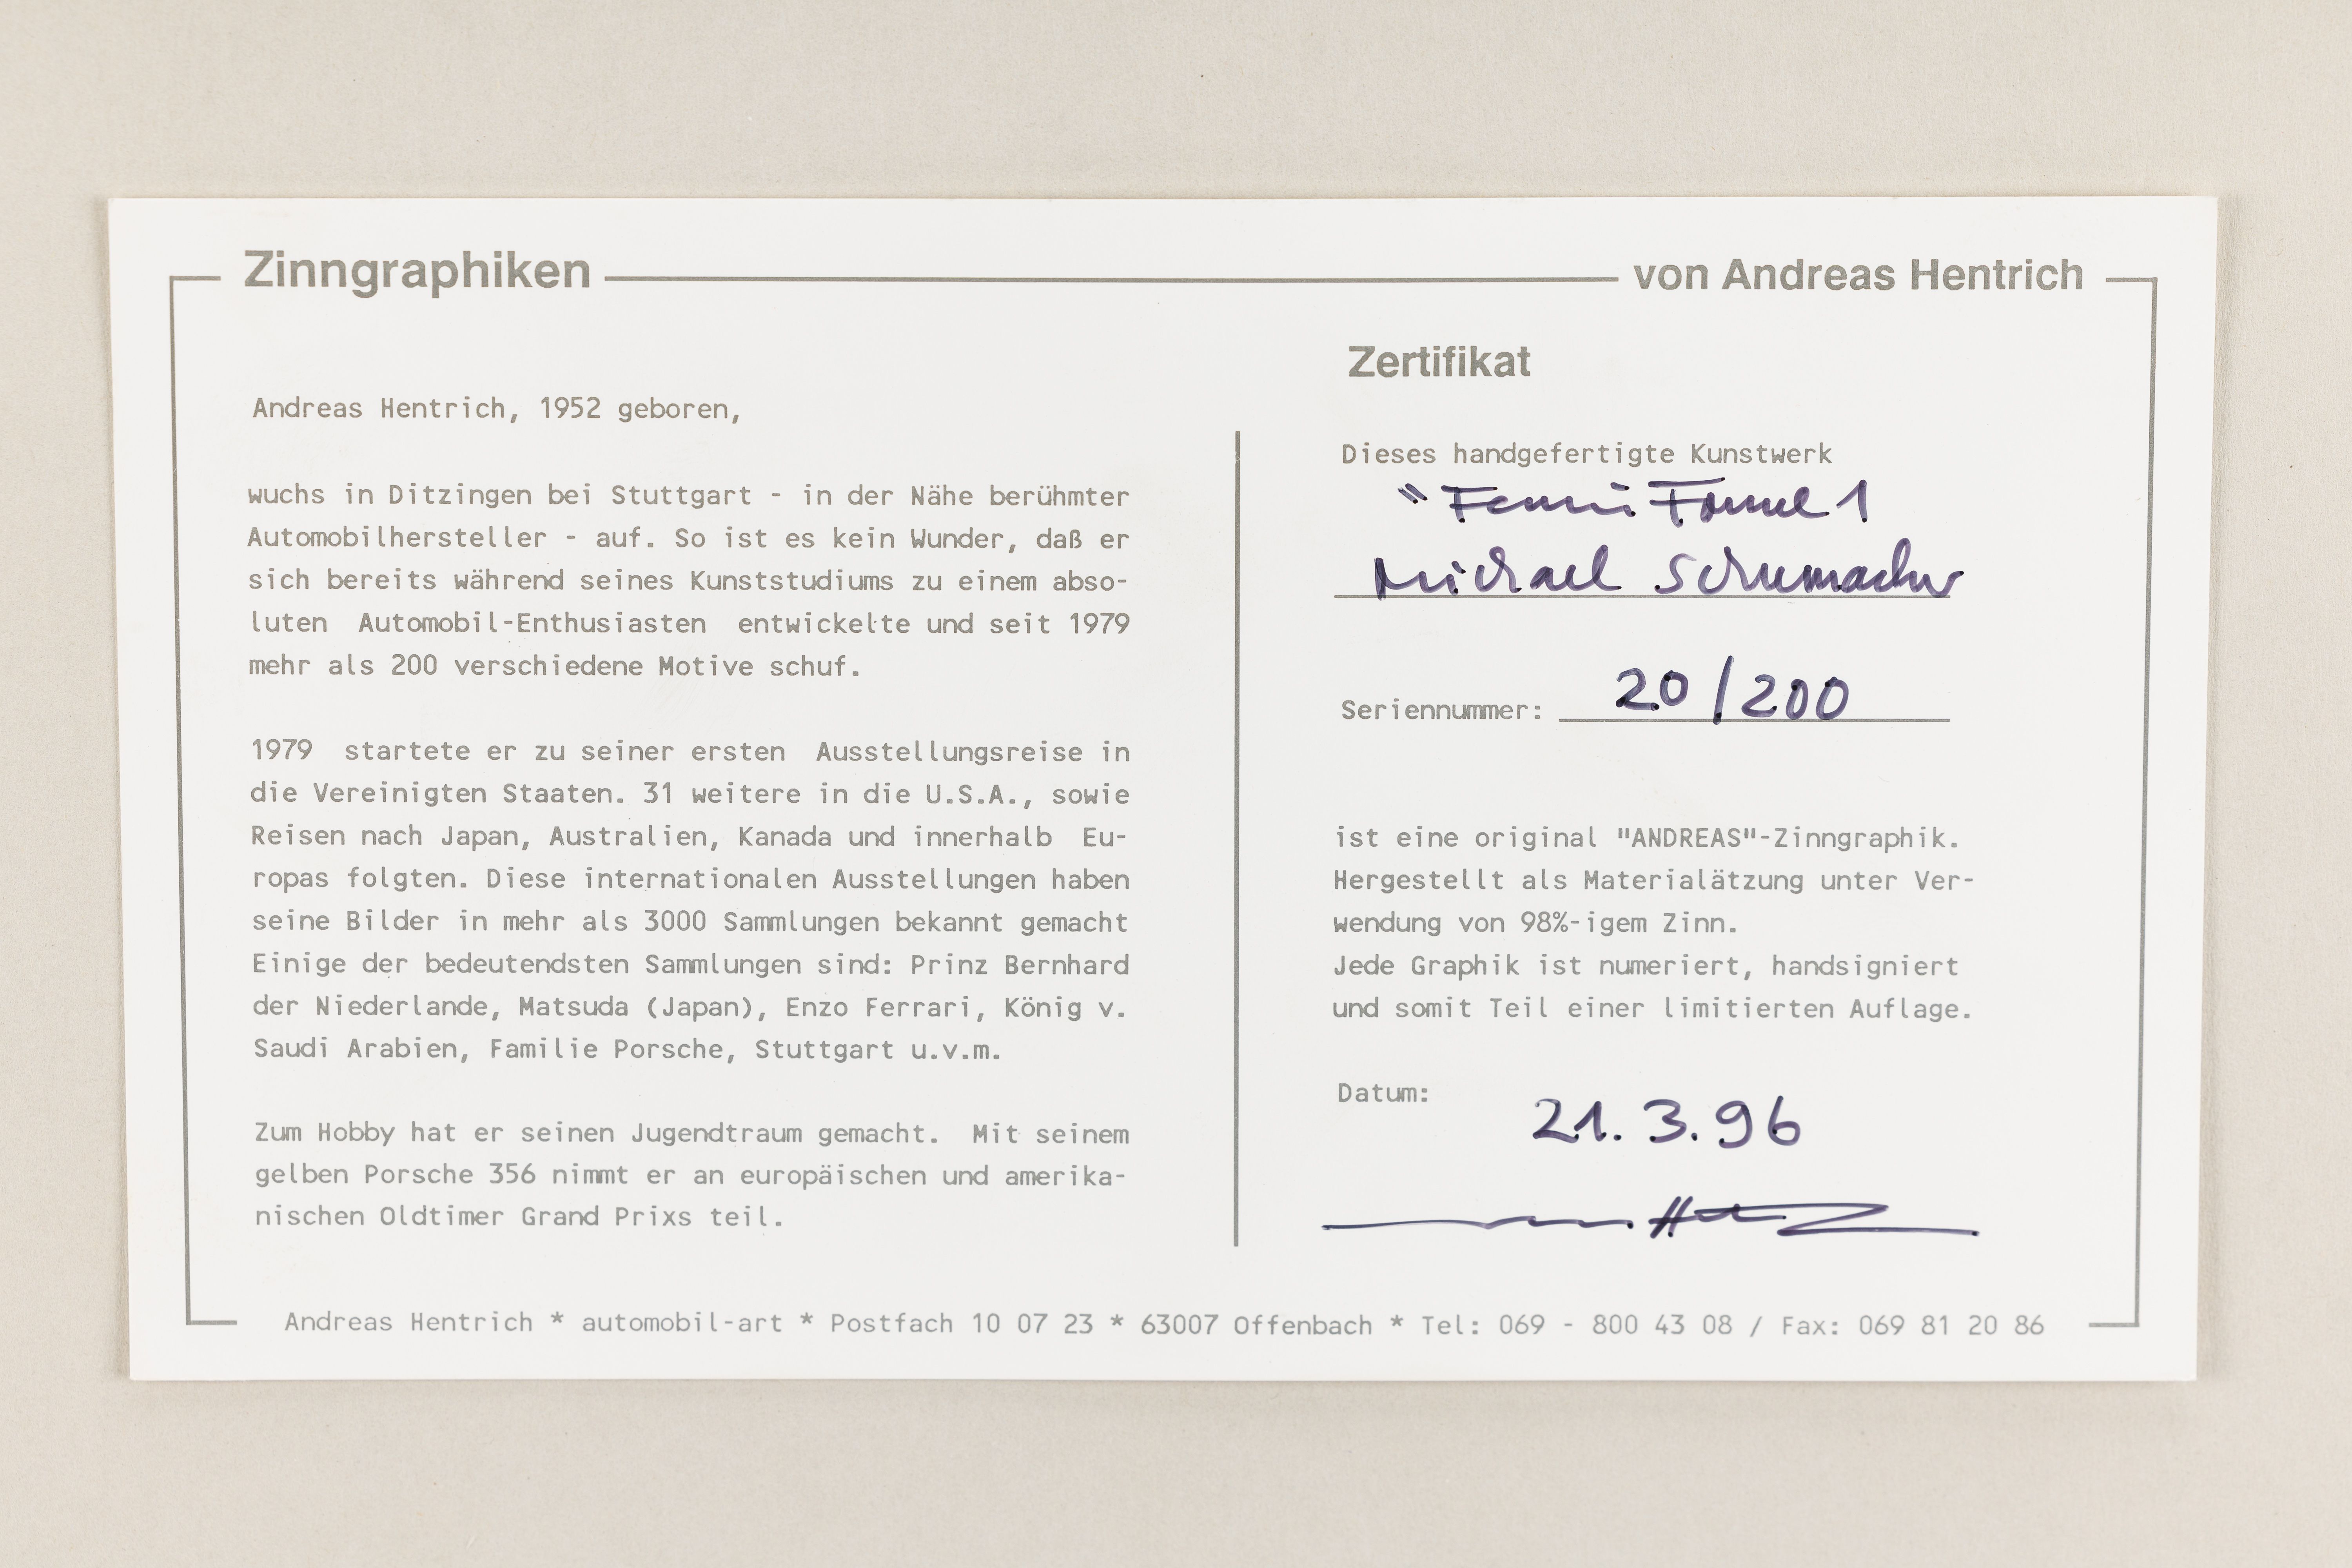 Zinngraphiken von Andreas Hentrich
Andreas Hentrich, 1952 geboren,
wuchs in Ditzingen bei Stuttgart - in der Nähe berühmter
Automobilhersteller - auf. So ist es kein Wunder, daß er
sich bereits während seines Kunststudiums zu einem abso-
luten Automobil-Enthusiasten entwickelte und seit 1979
mehr als 200 verschiedene Motive schuf.
1979 startete er zu seiner ersten Ausstellungsreise in
die Vereinigten Staaten. 31 weitere in die U.S.A., sowie
Reisen nach Japan, Australien, Kanada und innerhalb Eu-
ropas folgten. Diese internationalen Ausstellungen haben
seine Bilder in mehr als 3000 Sammlungen bekannt gemacht
Einige der bedeutendsten Sammlungen sind: Prinz Bernhard
der Niederlande, Matsuda (Japan), Enzo Ferrari, König v.
Saudi Arabien, Familie Porsche, Stuttgart u.v.m.
Zum Hobby hat er seinen Jugendtraum gemacht. Mit seinem
gelben Porsche 356 nimmt er an europäischen und amerika-
nischen Oldtimer Grand Prixs teil.
Zertifikat
Dieses handgefertigte Kunstwerk
"Ferrari Formel 1
Michael Schumacher
Seriennummer: 20/200
ist eine original "ANDREAS"-Zinngraphik.
Hergestellt als Materialätzung unter Ver-
wendung von 98%-igem Zinn.
Jede Graphik ist numeriert, handsigniert
und somit Teil einer limitierten Auflage.
Datum:
21.3.96
Andreas Hentrich * automobil-art * Postfach 10 07 23 * 63007 Offenbach * Tel: 069 - 800 43 08 / Fax: 069 81 20 86